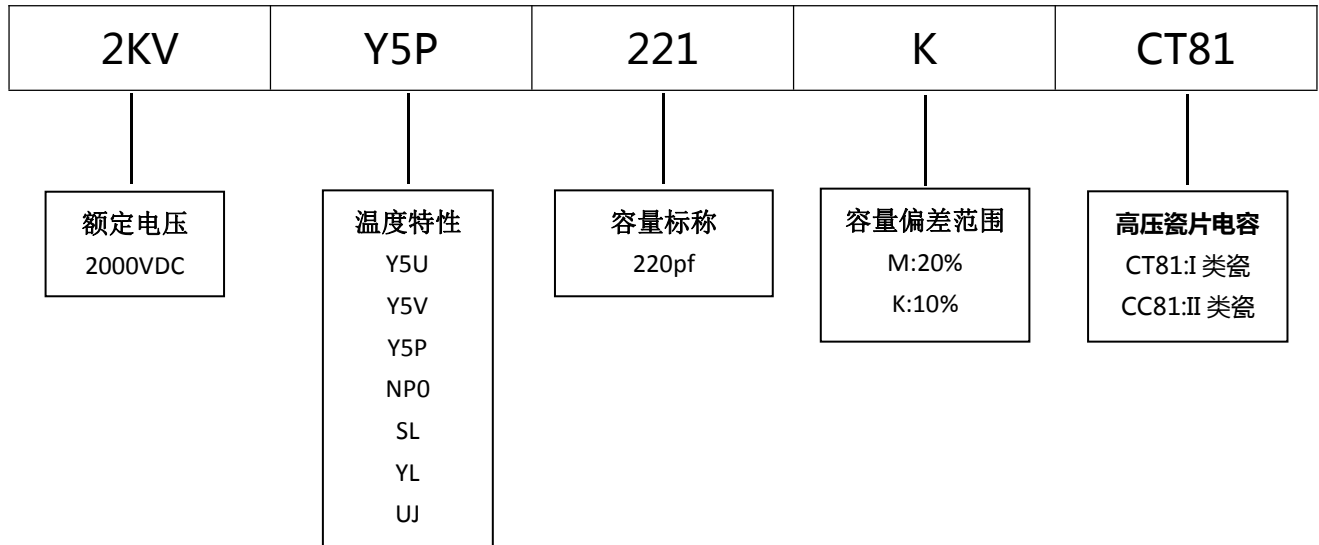 2KV Y5P 221 K CT81
额定电压
2000VDC
温度特性
Y5U
Y5V
Y5P
NP0
SL
YL
UJ
容量标称
220pf
容量偏差范围
M:20%
K:10%
高压瓷片电容
CT81:I 类瓷
CC81:II 类瓷